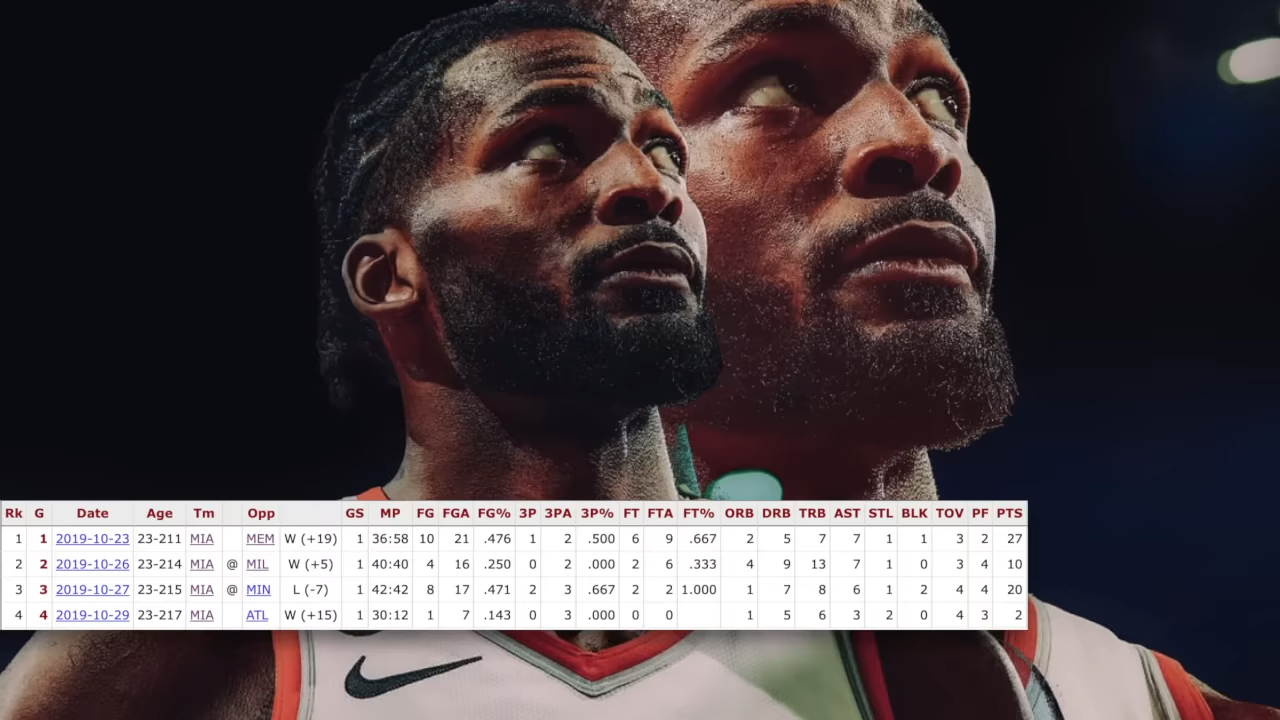 Rk G Date Age Tm Opp GS MP FG FGA FG% 3P 3PA 3P% FT FTA FT% ORB DRB TRB AST STL BLK TOV PF PTS
1 1 2019-10-23 23-211 MIA MEM W (+19) 1 36:58 10 21 .476 1 2 .500 6 9 .667 2 5 7 7 1 1 3 2 27
2 2 2019-10-26 23-214 MIA @ MIL W (+5) 1 40:40 4 16 .250 0 2 .000 2 6 .333 4 9 13 7 1 0 3 4 10
3 3 2019-10-27 23-215 MIA @ MIN L (-7) 1 42:42 8 17 .471 2 3 .667 2 2 1.000 1 7 8 6 1 2 4 4 20
4 4 2019-10-29 23-217 MIA ATL W (+15) 1 30:12 1 7 .143 0 3 .000 0 0 1 5 6 3 2 0 4 3 2